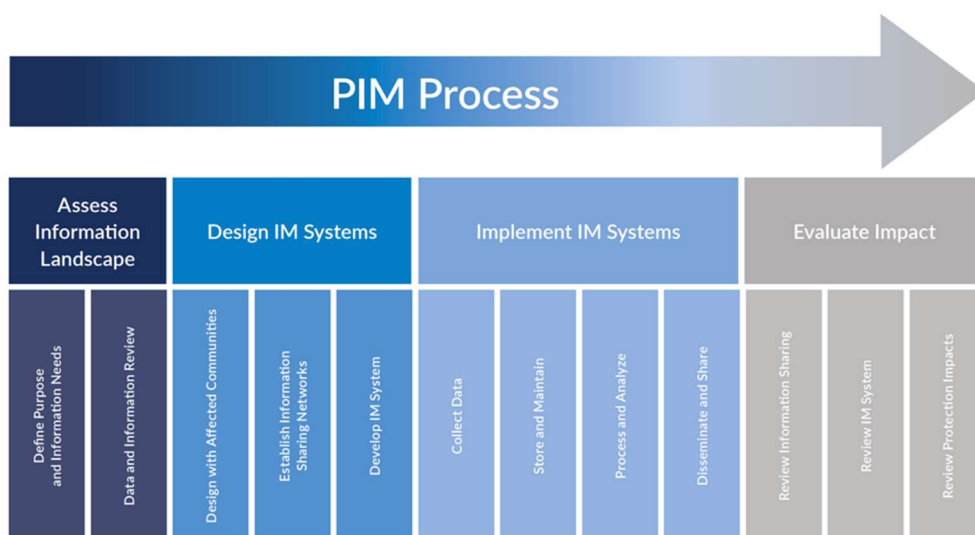 PIM Process
Assess
Information
Landscape
Design IM Systems
Implement IM Systems
Evaluate Impact
Define Purpose
and Information Needs
Data and Information Review
Design with Affected Communities
Establish Information
Sharing Networks
Develop IM System
Collect Data
Store and Maintain
Process and Analyze
Disseminate and Share
Review Information Sharing
Review IM System
Review Protection Impacts